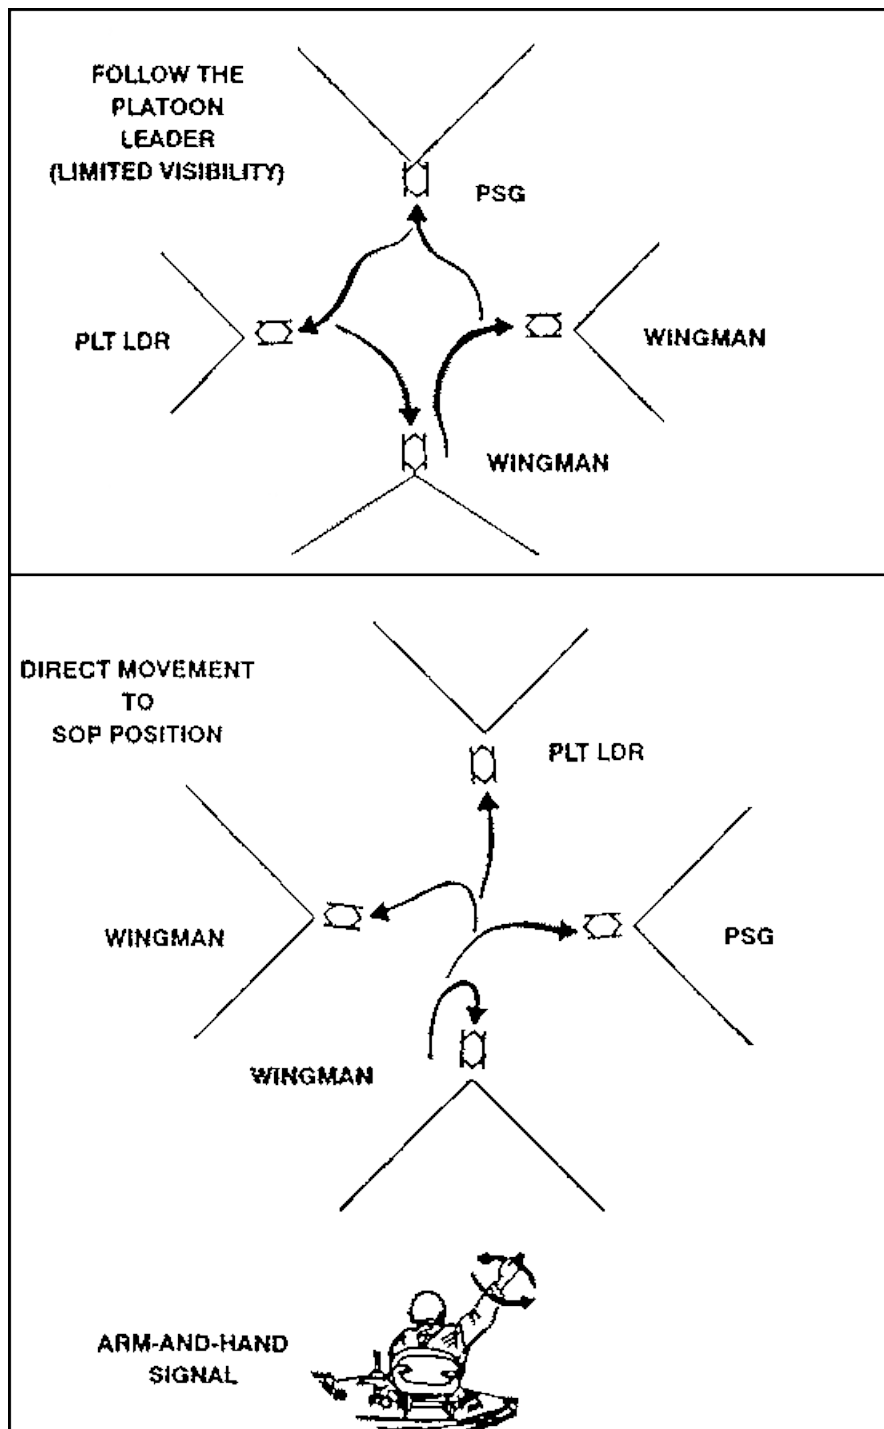 FOLLOW THE
PLATOON
LEADER
(LIMITED VISIBILITY)
PSG
PLT LDR
WINGMAN
WINGMAN
DIRECT MOVEMENT
TO
SOP POSITION
PLT LDR
WINGMAN
PSG
WINGMAN
ARM-AND-HAND
SIGNAL